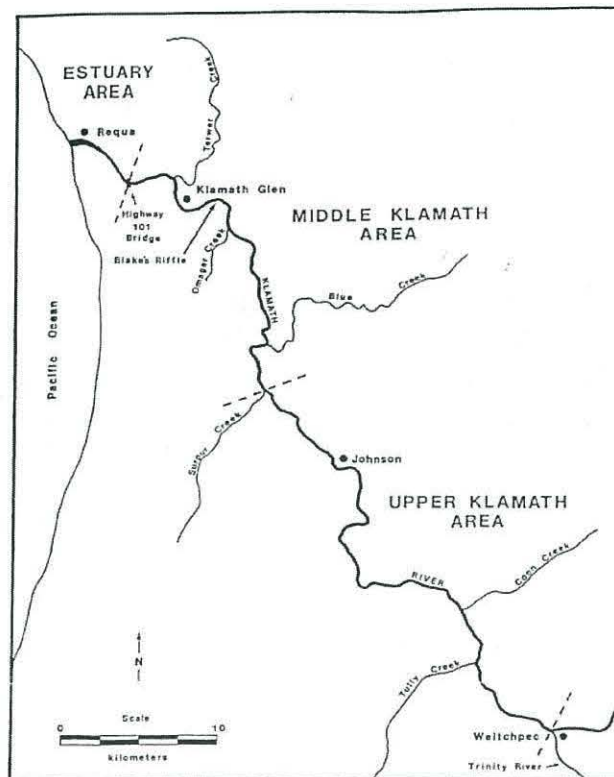 ESTUARY
AREA
Requa
Terwer Creek
Klamath Glen
Highway
101
Bridge
Blake's Riffle
MIDDLE KLAMATH
AREA
Omagar Creek
KLAMATH
Blue Creek
Pacific Ocean
Surpur Creek
Johnson
UPPER KLAMATH
AREA
RIVER
Coon Creek
N
Tully Creek
Scale
0 10
kilometers
Weitchpec
Trinity River